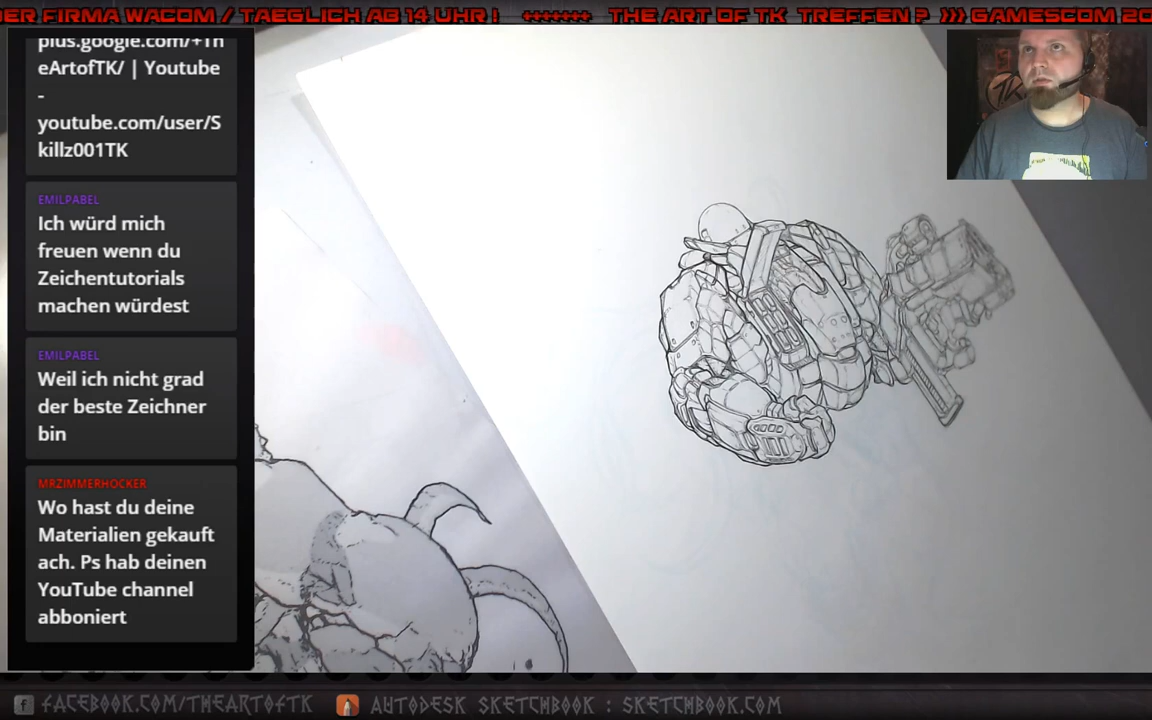 DER FIRMA WACOM / TAEGLICH AB 14 UHR ! +++++++ THE ART OF TK TREFFEN ? >>> GAMESCOM 20
plus.google.com/+Th
eArtofTK/ | Youtube
-
youtube.com/user/S
killz001TK
EMILPABEL
Ich würd mich
freuen wenn du
Zeichentutorials
machen würdest
EMILPABEL
Weil ich nicht grad
der beste Zeichner
bin
MRZIMMERHOCKER
Wo hast du deine
Materialien gekauft
ach. Ps hab deinen
YouTube channel
abboniert
FACEBOOK.COM/THEARTOFTK
AUTODESK SKETCHBOOK : SKETCHBOOK.COM